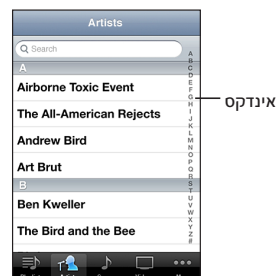 Artists
Search
A
Airborne Toxic Event
The All-American Rejects
Andrew Bird
Art Brut
B
Ben Kweller
The Bird and the Bee
A
B
C
D
E
F
G
H
I
J
K
L
M
N
O
P
Q
R
S
T
U
V
W
X
Y
Z
#
אינדקס